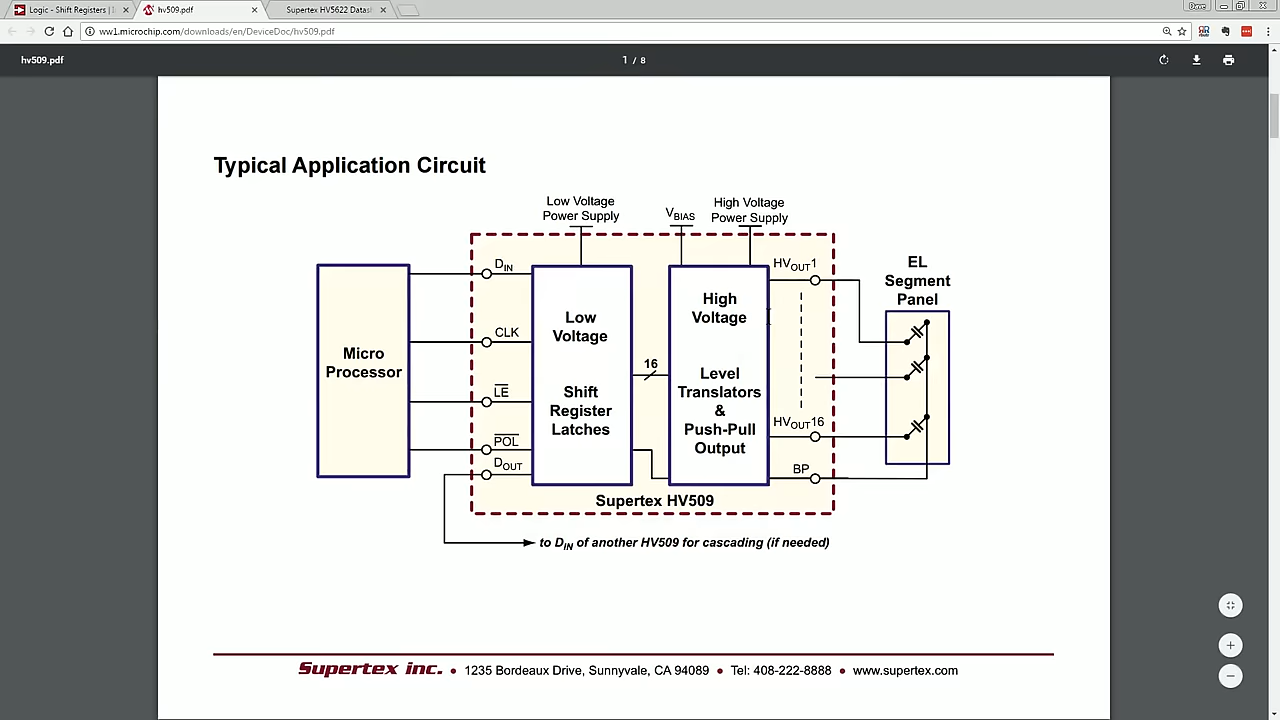 Logic - Shift Registers |
hv509.pdf
Supertex HV5622 Datash
Dave
ww1.microchip.com/downloads/en/DeviceDoc/hv509.pdf
hv509.pdf
1 / 8
Typical Application Circuit
Low Voltage
Power Supply
VBIAS
High Voltage
Power Supply
DIN
HVOUT1
EL
Segment
Panel
Micro
Processor
CLK
LE
POL
DOUT
Low
Voltage
Shift
Register
Latches
16
High
Voltage
Level
Translators
&
Push-Pull
Output
HVOUT16
BP
Supertex HV509
to DIN of another HV509 for cascading (if needed)
Supertex inc. • 1235 Bordeaux Drive, Sunnyvale, CA 94089 • Tel: 408-222-8888 • www.supertex.com